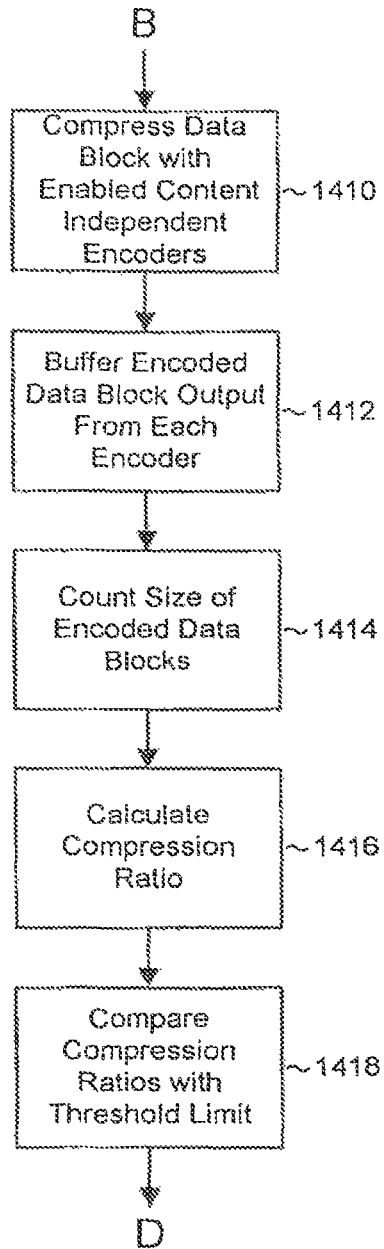 B
Compress Data
Block with
Enabled Content
Independent
Encoders
~1410
Buffer Encoded
Data Block Output
From Each
Encoder
~1412
Count Size of
Encoded Data
Blocks
~1414
Calculate
Compression
Ratio
~1416
Compare
Compression
Ratios with
Threshold Limit
~1418
D